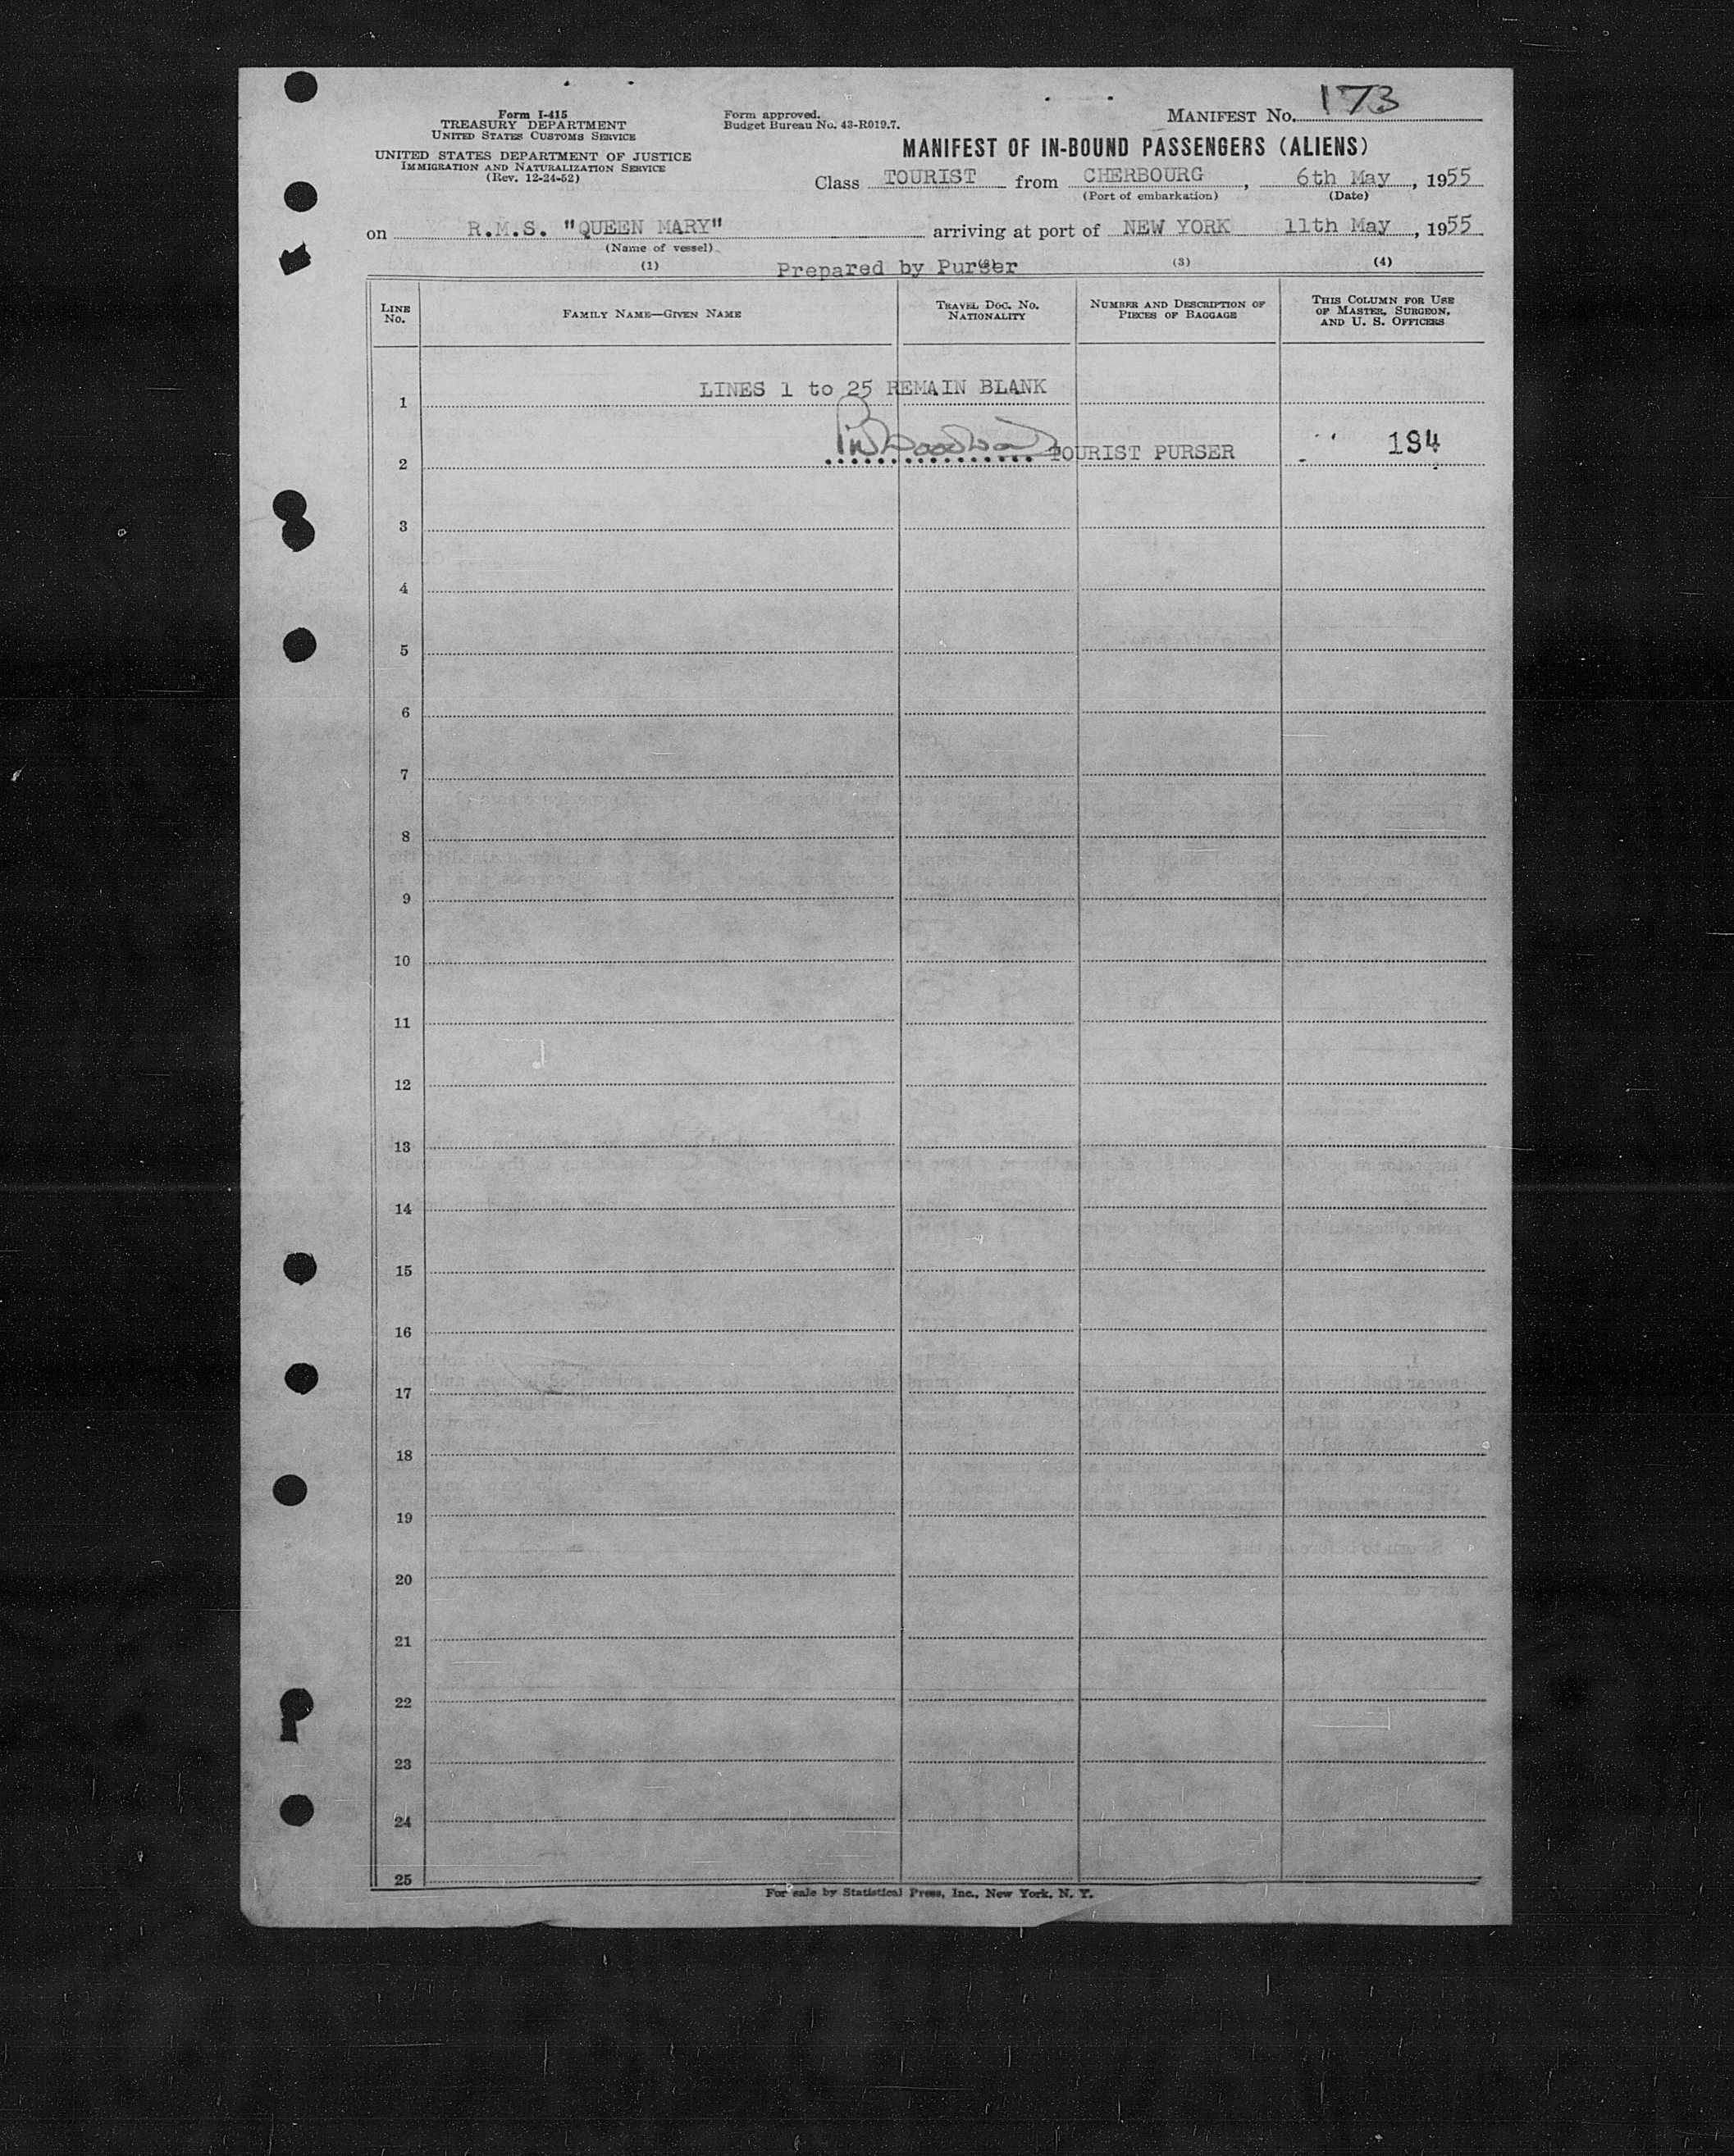 Form I-415
TREASURY DEPARTMENT
UNITED STATES CUSTOMS SERVICE
UNITED STATES DEPARTMENT OF JUSTICE
IMMIGRATION AND NATURALIZATION SERVICE
(Rev. 12-24-52)
Form approved.
Budget Bureau No. 43-R019.7.
MANIFEST No. 173
MANIFEST OF IN-BOUND PASSENGERS (ALIENS)
Class TOURIST from CHERBOURG, 6th May, 1955
(Port of embarkation) (Date)
on R.M.S. "QUEEN MARY" arriving at port of NEW YORK 11th May, 1955
(Name of vessel)
(1) (3) (4)
Prepared by Purser
LINE No.
FAMILY NAME—GIVEN NAME
TRAVEL DOC. No. NATIONALITY
NUMBER AND DESCRIPTION OF PIECES OF BAGGAGE
THIS COLUMN FOR USE OF MASTER, SURGEON, AND U. S. OFFICERS
LINES 1 to 25 REMAIN BLANK
1
TOURIST PURSER 184
2
3
4
5
6
7
8
9
10
11
12
13
14
15
16
17
18
19
20
21
22
23
24
25
For sale by Statistical Press, Inc., New York, N. Y.